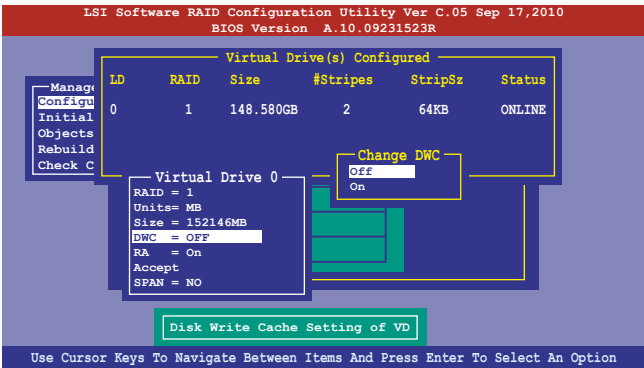 LSI Software RAID Configuration Utility Ver C.05 Sep 17,2010
BIOS Version A.10.09231523R
Virtual Drive(s) Configured
LD RAID Size #Stripes StripSz Status
0 1 148.580GB 2 64KB ONLINE
Manage
Configu
Initial
Objects
Rebuild
Check C
Change DWC
Off
On
Virtual Drive 0
RAID = 1
Units= MB
Size = 152146MB
DWC = OFF
RA = On
Accept
SPAN = NO
Disk Write Cache Setting of VD
Use Cursor Keys To Navigate Between Items And Press Enter To Select An Option